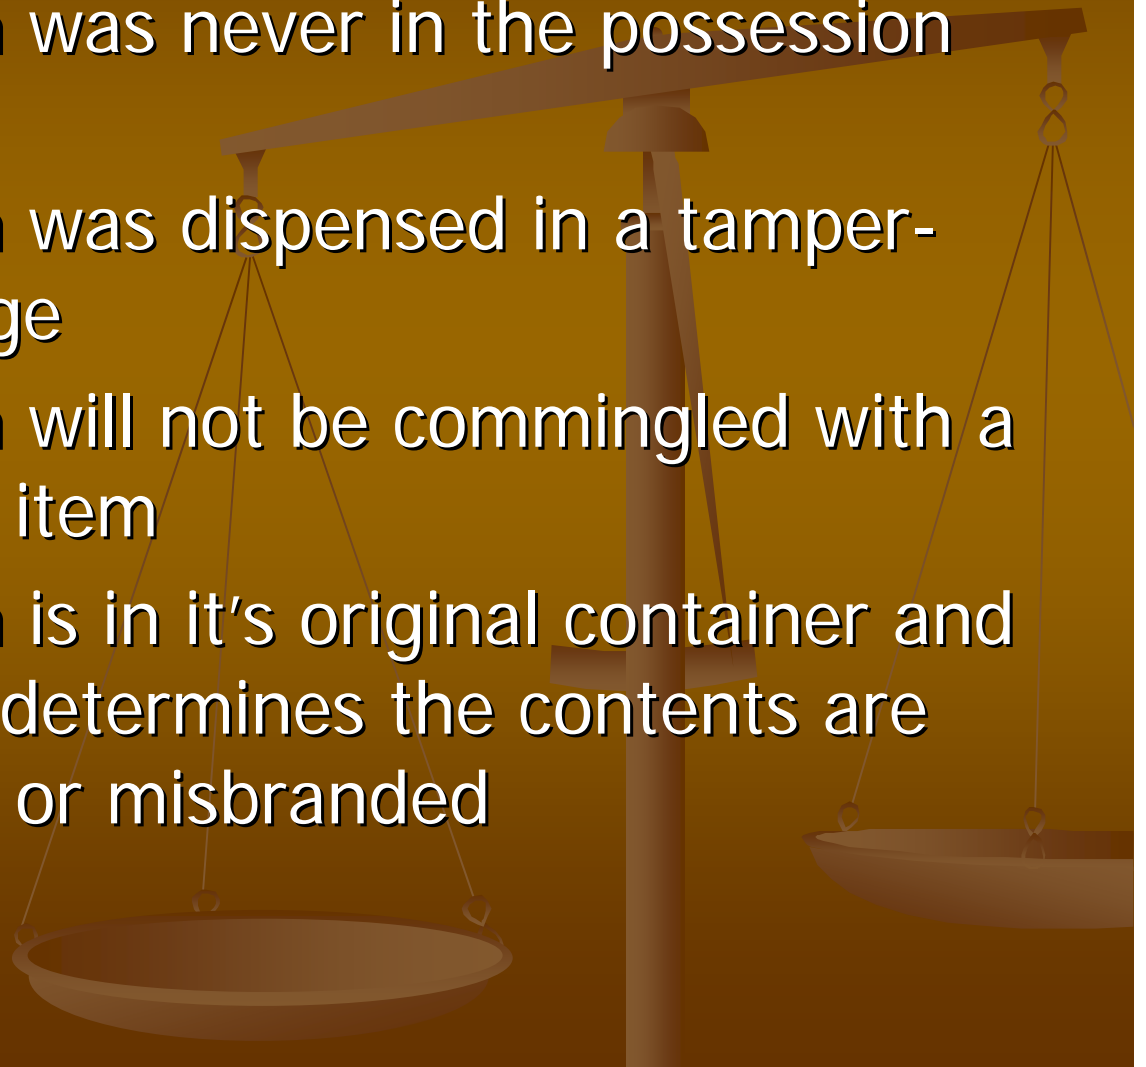 was never in the possession
was dispensed in a tamper-
ge
will not be commingled with a
item
is in it's original container and
determines the contents are
or misbranded